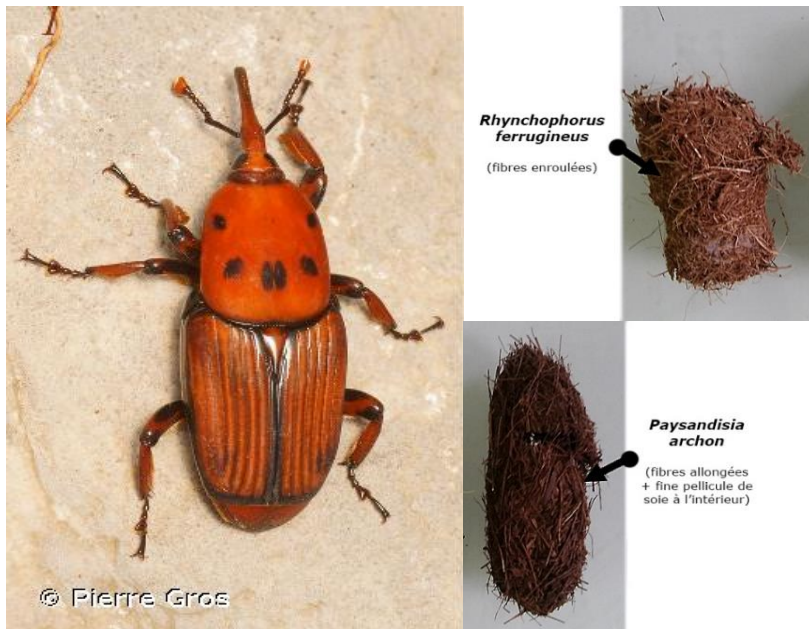 Rhynchophorus
ferrugineus
(fibres enroulées)
Paysandisia
archon
(fibres allongées
+ fine pellicule de
soie à l'intérieur)
© Pierre Gros